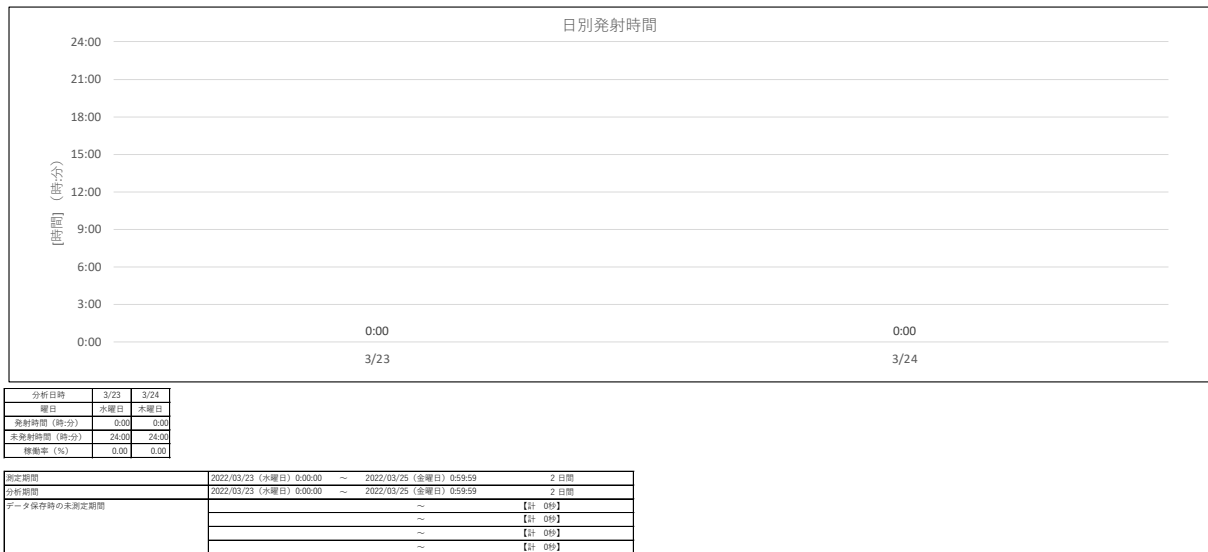 日別発射時間
24:00
21:00
18:00
15:00
12:00
9:00
6:00
3:00
0:00
[時間] (時:分)
0:00 0:00
3/23 3/24
分析日時 3/23 3/24
曜日 水曜日 木曜日
発射時間（時:分） 0:00 0:00
未発射時間（時:分） 24:00 24:00
稼働率（%） 0.00 0.00
測定期間 2022/03/23（水曜日）0:00:00 ～ 2022/03/25（金曜日）0:59:59 2 日間
分析期間 2022/03/23（水曜日）0:00:00 ～ 2022/03/25（金曜日）0:59:59 2 日間
データ保存時の未測定期間 ～ 【計 0秒】
～ 【計 0秒】
～ 【計 0秒】
～ 【計 0秒】